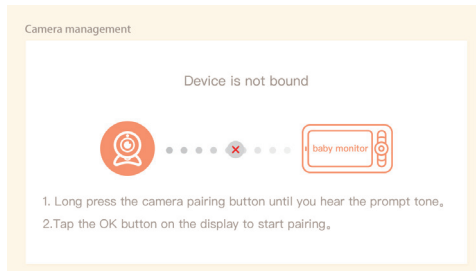 Camera management
Device is not bound
baby monitor
1. Long press the camera pairing button until you hear the prompt tone。
2.Tap the OK button on the display to start pairing。